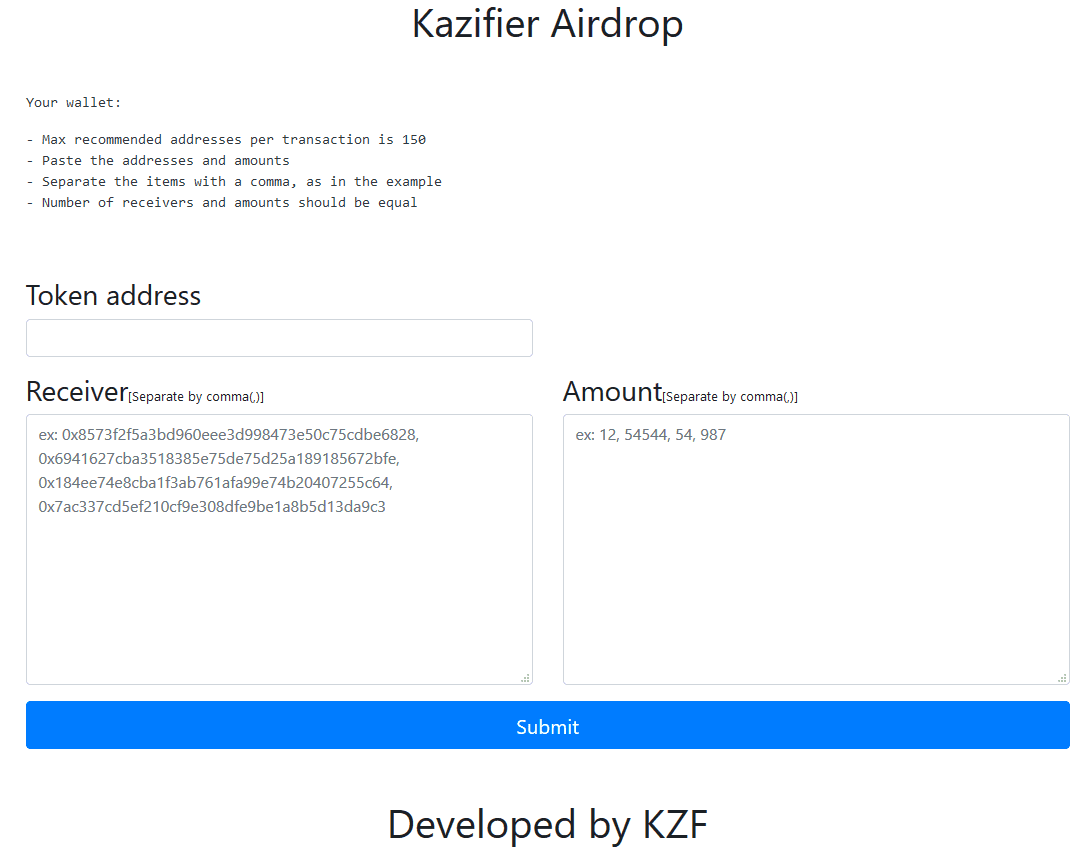 Kazifier Airdrop
Your wallet:
- Max recommended addresses per transaction is 150
- Paste the addresses and amounts
- Separate the items with a comma, as in the example
- Number of receivers and amounts should be equal
Token address
Receiver[Separate by comma(,)]
ex: 0x8573f2f5a3bd960eee3d998473e50c75cdbe6828,
0x6941627cba3518385e75de75d25a189185672bfe,
0x184ee74e8cba1f3ab761afa99e74b20407255c64,
0x7ac337cd5ef210cf9e308dfe9be1a8b5d13da9c3
Amount[Separate by comma(,)]
ex: 12, 54544, 54, 987
Submit
Developed by KZF